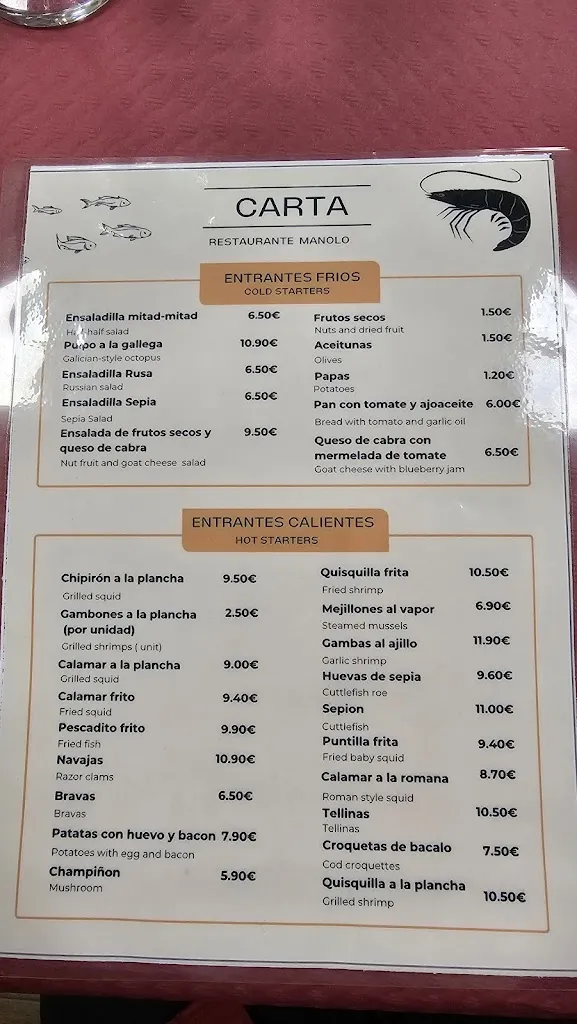 CARTA
RESTAURANTE MANOLO
ENTRANTES FRIOS
COLD STARTERS
Ensaladilla mitad-mitad 6.50€
Half-half salad
Pulpo a la gallega 10.90€
Galician-style octopus
Ensaladilla Rusa 6.50€
Russian salad
Ensaladilla Sepia 6.50€
Sepia Salad
Ensalada de frutos secos y 9.50€
queso de cabra
Nut fruit and goat cheese salad
Frutos secos 1.50€
Nuts and dried fruit
Aceitunas 1.50€
Olives
Papas 1.20€
Potatoes
Pan con tomate y ajoaceite 6.00€
Bread with tomato and garlic oil
Queso de cabra con
mermelada de tomate 6.50€
Goat cheese with blueberry jam
ENTRANTES CALIENTES
HOT STARTERS
Chipirón a la plancha 9.50€
Grilled squid
Gambones a la plancha 2.50€
(por unidad)
Grilled shrimps ( unit)
Calamar a la plancha 9.00€
Grilled squid
Calamar frito 9.40€
Fried squid
Pescadito frito 9.90€
Fried fish
Navajas 10.90€
Razor clams
Bravas 6.50€
Bravas
Patatas con huevo y bacon 7.90€
Potatoes with egg and bacon
Champiñon 5.90€
Mushroom
Quisquilla frita 10.50€
Fried shrimp
Mejillones al vapor 6.90€
Steamed mussels
Gambas al ajillo 11.90€
Garlic shrimp
Huevas de sepia 9.60€
Cuttlefish roe
Sepion 11.00€
Cuttlefish
Puntilla frita 9.40€
Fried baby squid
Calamar a la romana 8.70€
Roman style squid
Tellinas 10.50€
Tellinas
Croquetas de bacalo 7.50€
Cod croquettes
Quisquilla a la plancha 10.50€
Grilled shrimp